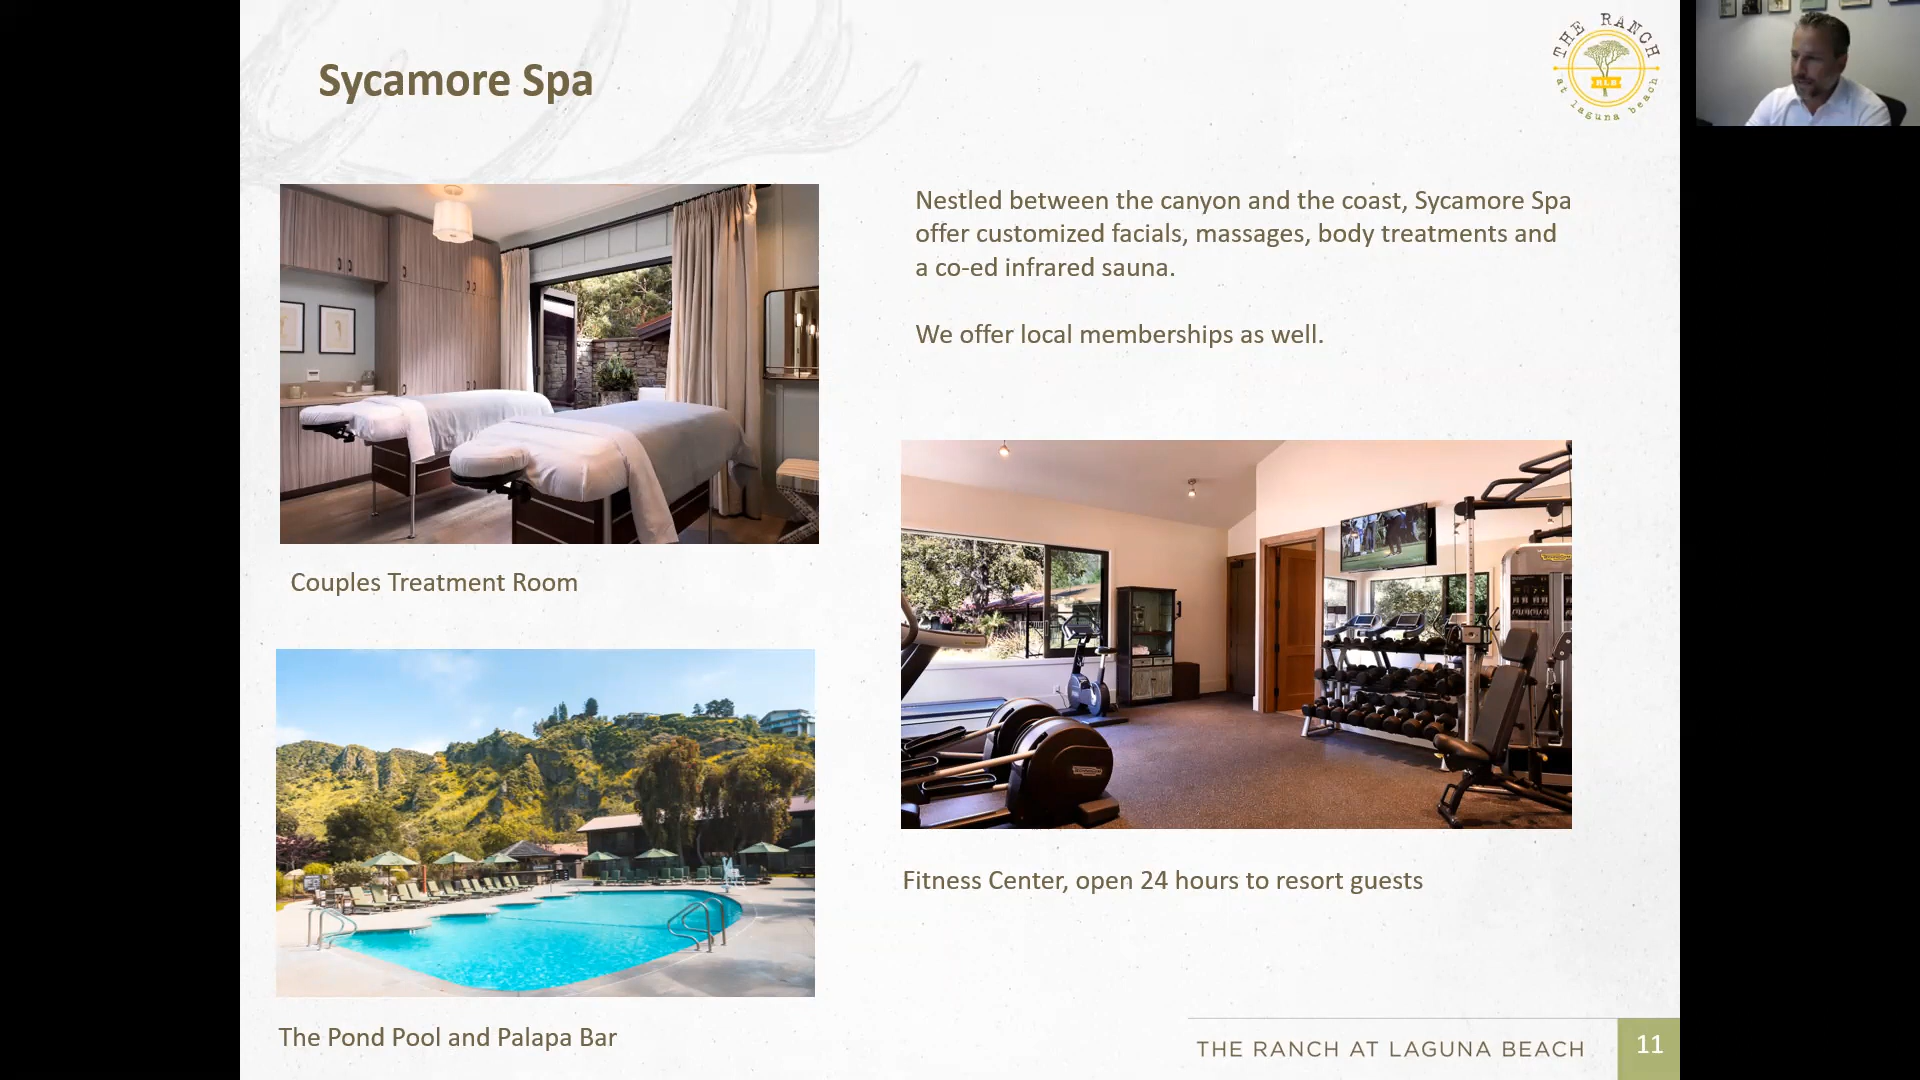 Sycamore Spa
THE RANCH
RLB
at laguna beach
Nestled between the canyon and the coast, Sycamore Spa
offer customized facials, massages, body treatments and
a co-ed infrared sauna.
We offer local memberships as well.
Couples Treatment Room
Fitness Center, open 24 hours to resort guests
The Pond Pool and Palapa Bar
THE RANCH AT LAGUNA BEACH
11